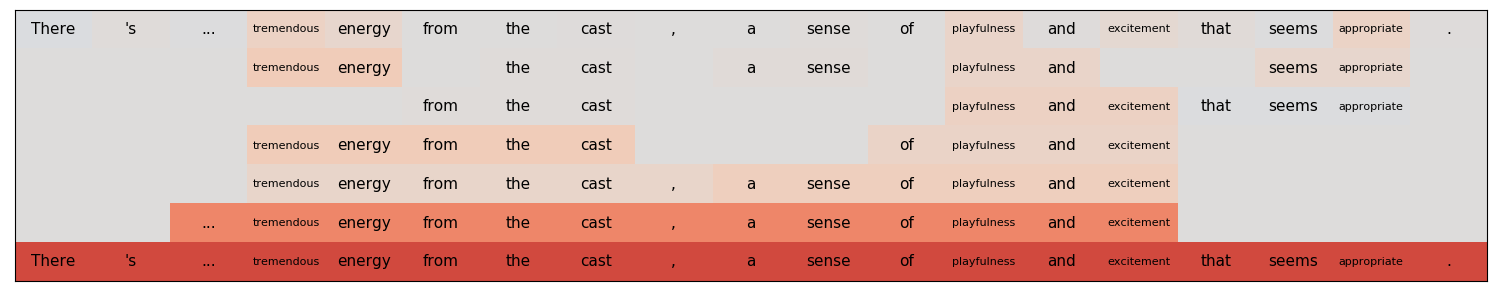 There 's ... tremendous energy from the cast , a sense of playfulness and excitement that seems appropriate .
tremendous energy the cast a sense playfulness and seems appropriate
from the cast playfulness and excitement that seems appropriate
tremendous energy from the cast of playfulness and excitement
tremendous energy from the cast , a sense of playfulness and excitement
... tremendous energy from the cast , a sense of playfulness and excitement
There 's ... tremendous energy from the cast , a sense of playfulness and excitement that seems appropriate .